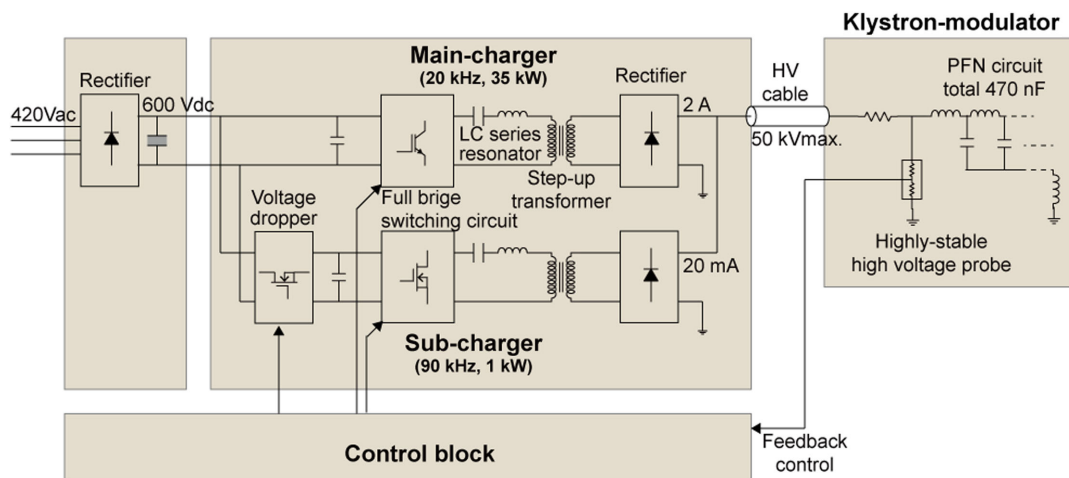 Klystron-modulator
Main-charger
(20 kHz, 35 kW)
Rectifier
420Vac
600 Vdc
Rectifier
2 A
HV
cable
50 kVmax.
PFN circuit
total 470 nF
LC series
resonator
Step-up
transformer
Voltage
dropper
Full brige
switching circuit
20 mA
Highly-stable
high voltage probe
Sub-charger
(90 kHz, 1 kW)
Control block
Feedback
control